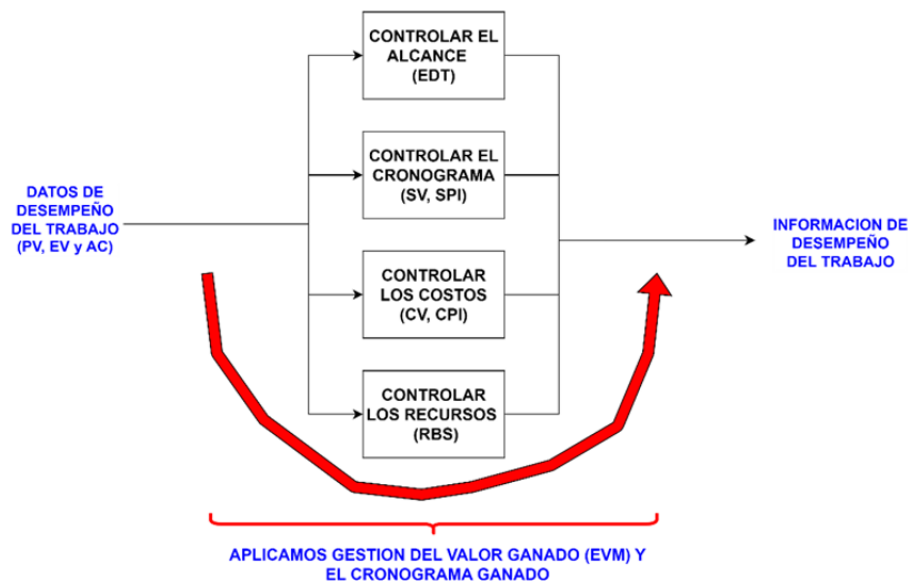 CONTROLAR EL
ALCANCE
(EDT)
CONTROLAR EL
CRONOGRAMA
(SV, SPI)
DATOS DE
DESEMPEÑO
DEL TRABAJO
(PV, EV y AC)
INFORMACION DE
DESEMPEÑO
DEL TRABAJO
CONTROLAR
LOS COSTOS
(CV, CPI)
CONTROLAR
LOS RECURSOS
(RBS)
APLICAMOS GESTION DEL VALOR GANADO (EVM) Y
EL CRONOGRAMA GANADO